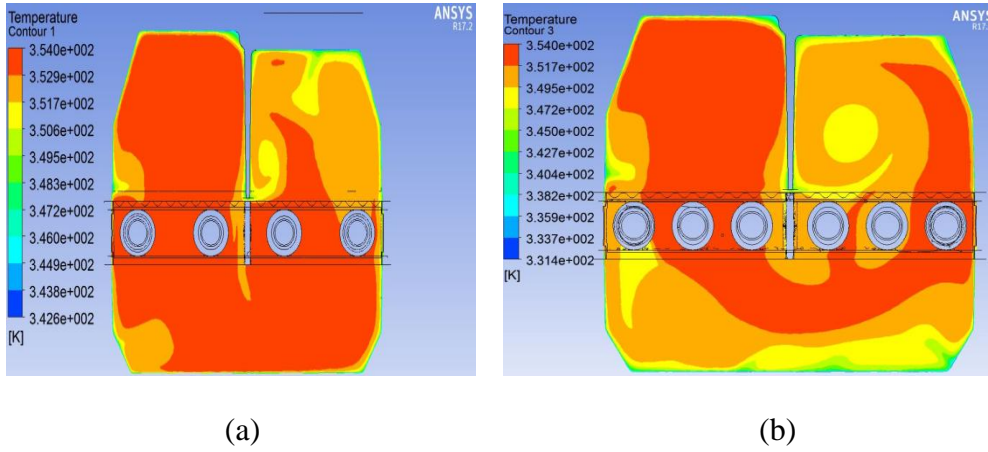 Temperature
Contour 1
3.540e+002
3.529e+002
3.517e+002
3.506e+002
3.495e+002
3.483e+002
3.472e+002
3.460e+002
3.449e+002
3.438e+002
3.426e+002
[K]
ANSYS
R17.2
Temperature
Contour 3
3.540e+002
3.517e+002
3.495e+002
3.472e+002
3.450e+002
3.427e+002
3.404e+002
3.382e+002
3.359e+002
3.337e+002
3.314e+002
[K]
ANSYS
R17.2
(a)
(b)